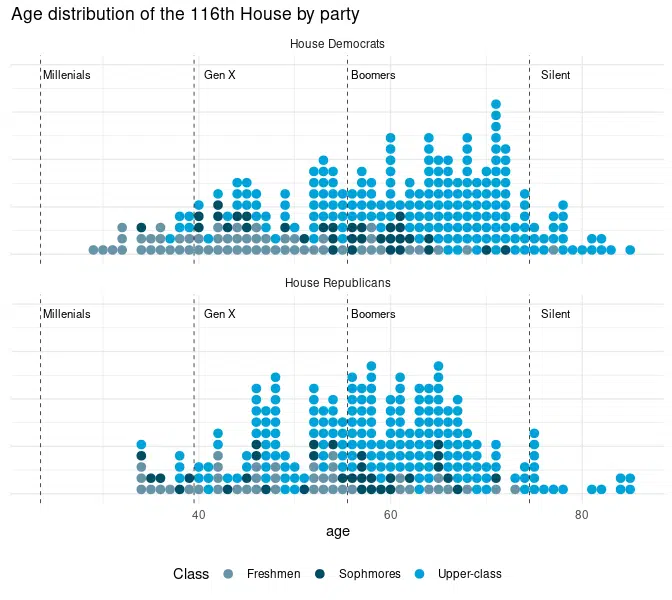 Age distribution of the 116th House by party
House Democrats
Millenials Gen X Boomers Silent
House Republicans
Millenials Gen X Boomers Silent
40 60 80
age
Class Freshmen Sophmores Upper-class